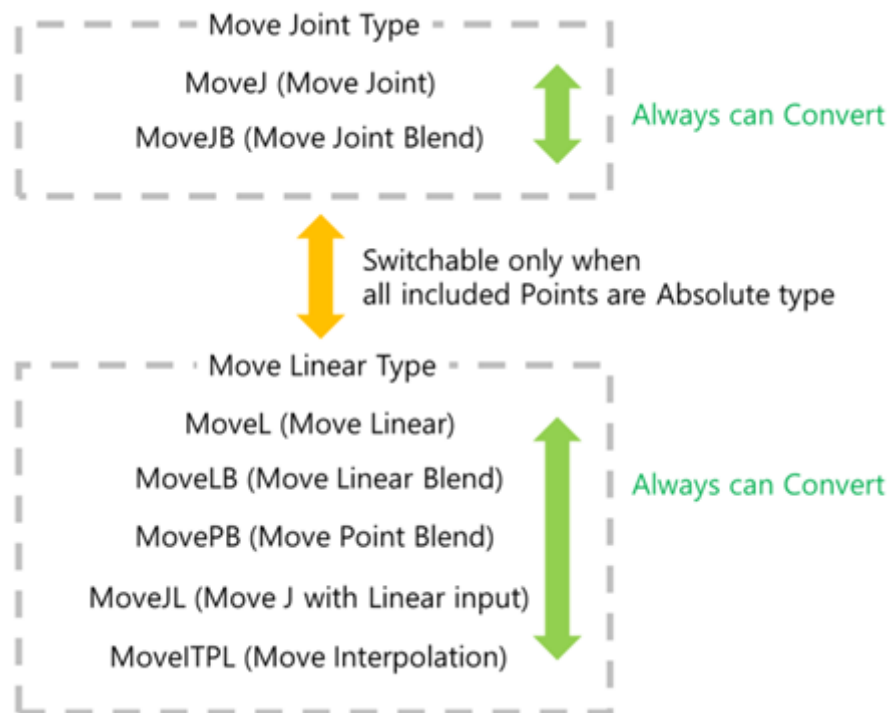 Move Joint Type
MoveJ (Move Joint)
MoveJB (Move Joint Blend)
Always can Convert
Switchable only when
all included Points are Absolute type
Move Linear Type
MoveL (Move Linear)
MoveLB (Move Linear Blend)
MovePB (Move Point Blend)
MoveJL (Move J with Linear input)
MoveITPL (Move Interpolation)
Always can Convert